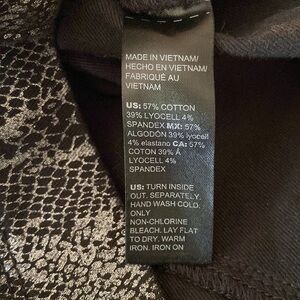 MADE IN VIETNAM/
HECHO EN VIETNAM/
FABRIQUÉ AU
VIETNAM
US: 57% COTTON
39% LYOCELL 4%
SPANDEX MX: 57%
ALGODÓN 39% lyocell
4% elastano CA: 57%
COTON 39% Â
LYOCELL 4%
SPANDEX
US: TURN INSIDE
OUT. SEPARATELY.
HAND WASH COLD.
ONLY
NON-CHLORINE
BLEACH. LAY FLAT
TO DRY. WARM
IRON. IRON ON